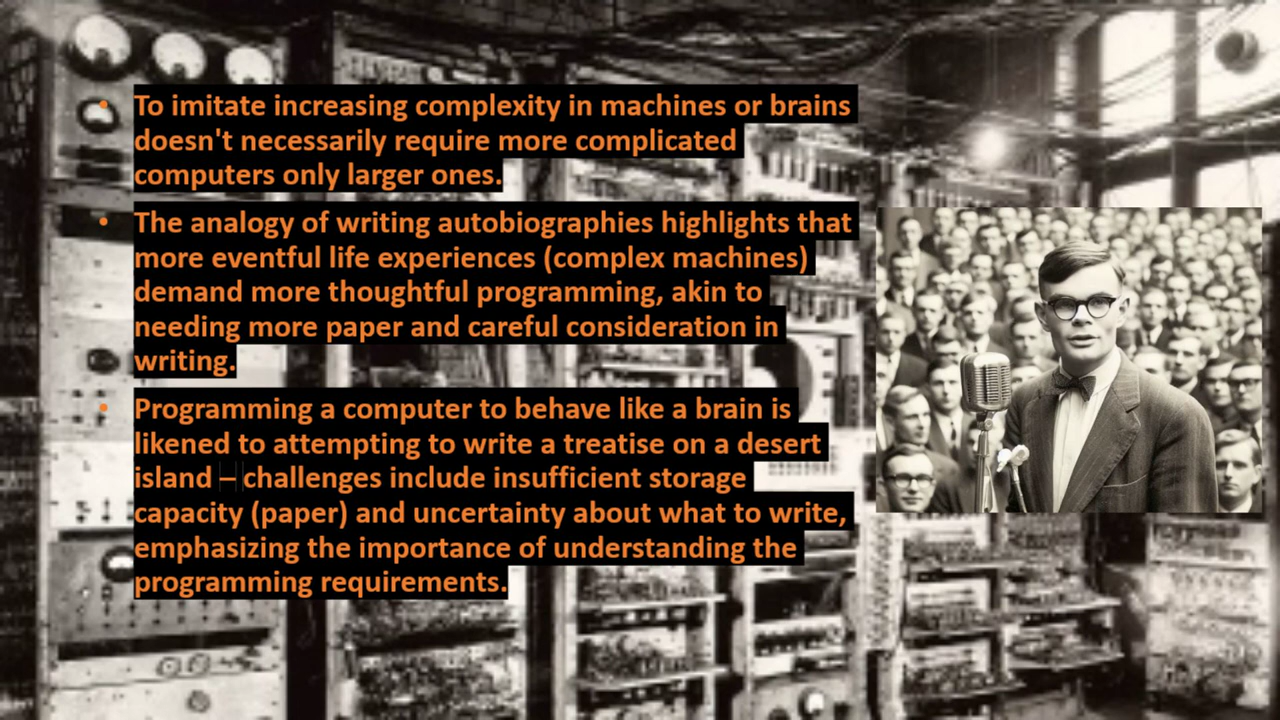 • To imitate increasing complexity in machines or brains
doesn't necessarily require more complicated
computers only larger ones.
• The analogy of writing autobiographies highlights that
more eventful life experiences (complex machines)
demand more thoughtful programming, akin to
needing more paper and careful consideration in
writing.
• Programming a computer to behave like a brain is
likened to attempting to write a treatise on a desert
island – challenges include insufficient storage
capacity (paper) and uncertainty about what to write,
emphasizing the importance of understanding the
programming requirements.